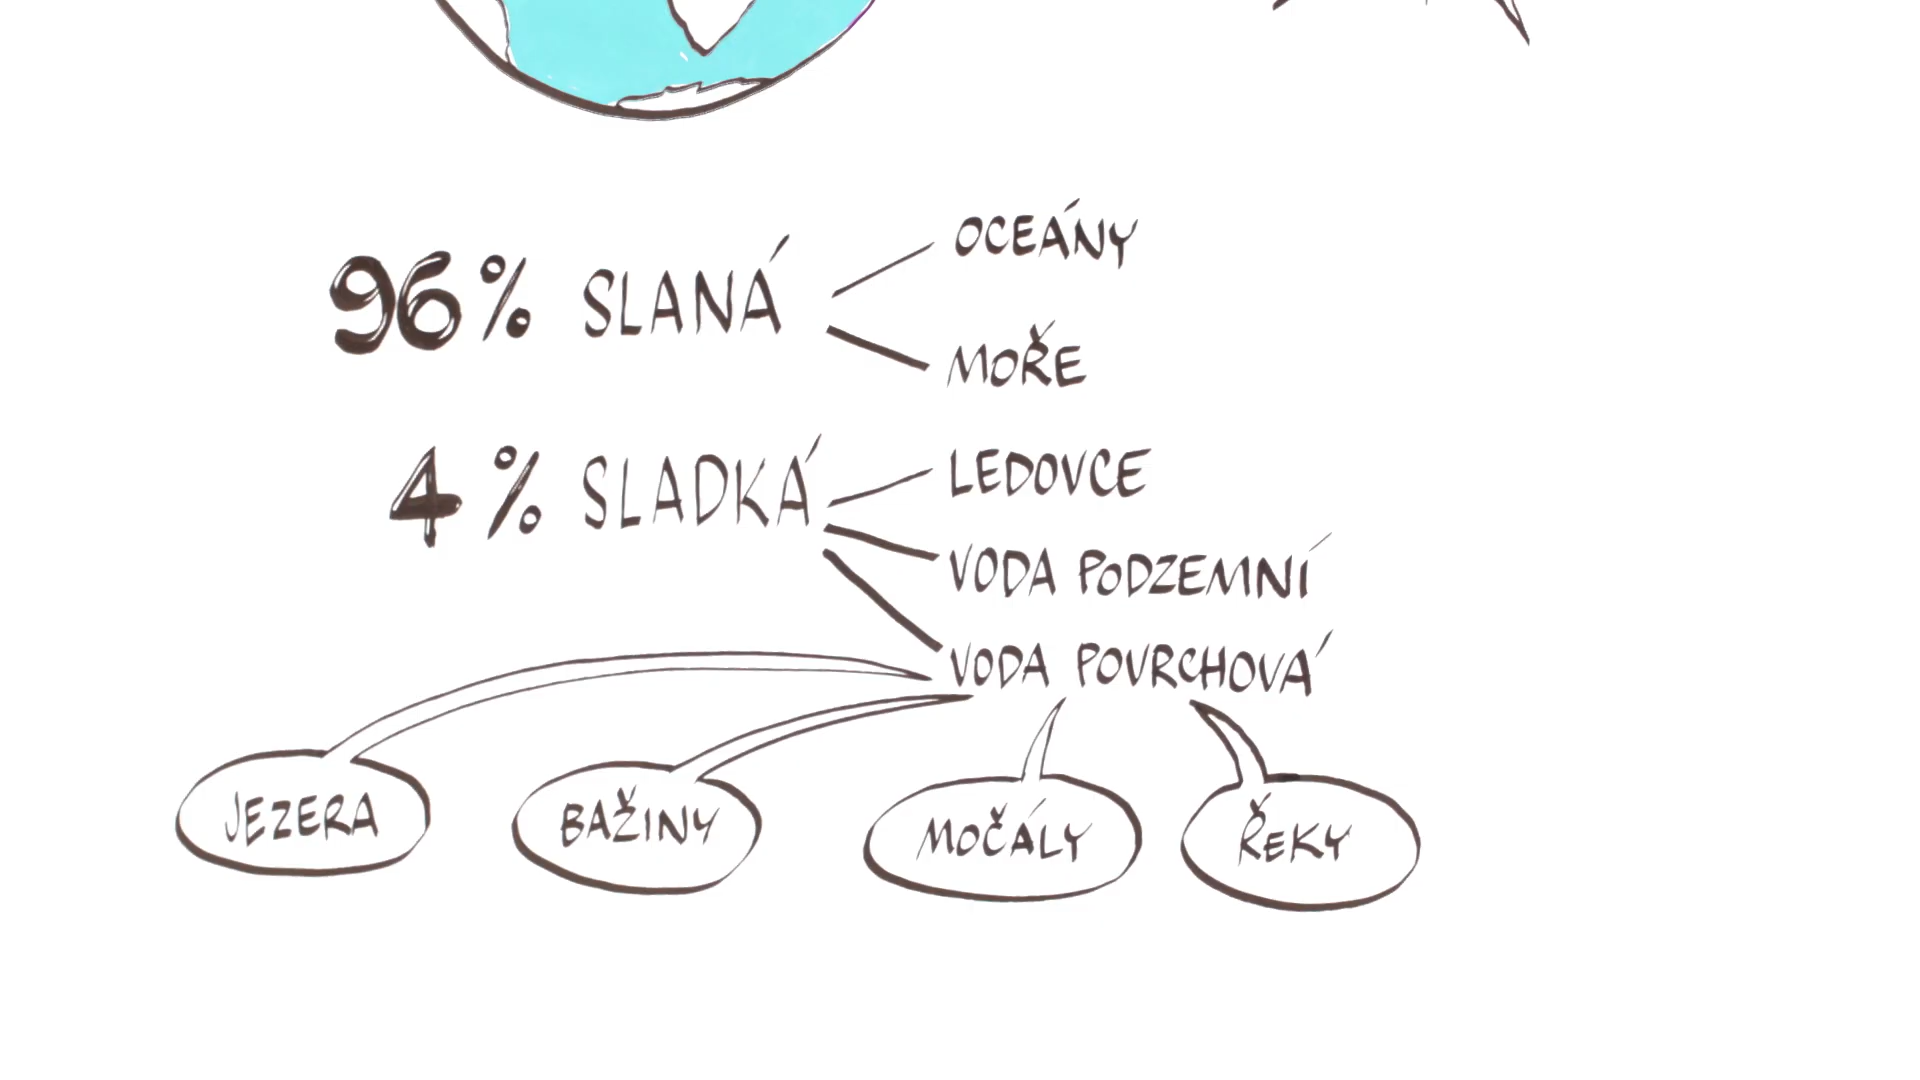 96% SLANÁ
OCEÁNY
MOŘE
4% SLADKÁ
LEDOVCE
VODA PODZEMNÍ
VODA POVRCHOVÁ
JEZERA
BAŽINY
MOČÁLY
ŘEKY